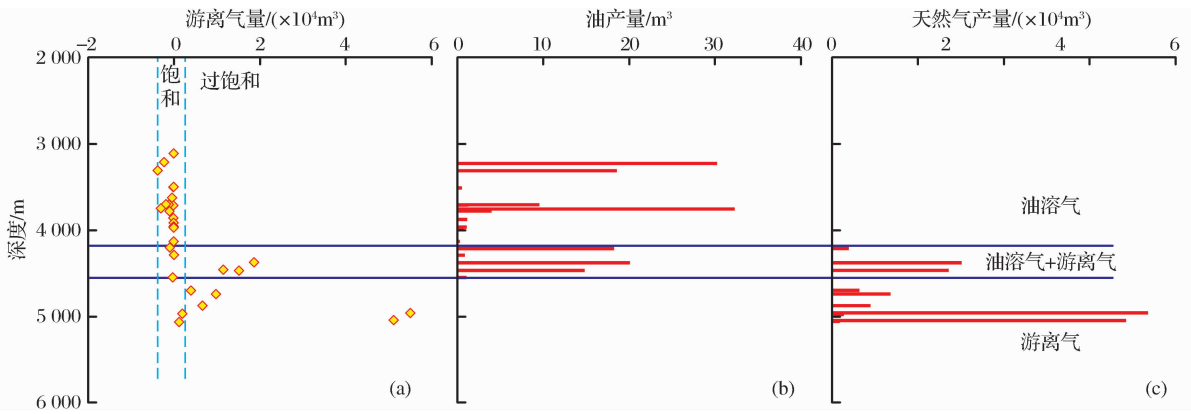 游离气量/(×10⁴m³)
油产量/m³
天然气产量/(×10⁴m³)
−2 0 2 4 6
0 10 20 30 40
0 2 4 6
2 000
3 000
4 000
5 000
6 000
深度/m
饱和
过饱和
油溶气
油溶气+游离气
游离气
(a)
(b)
(c)